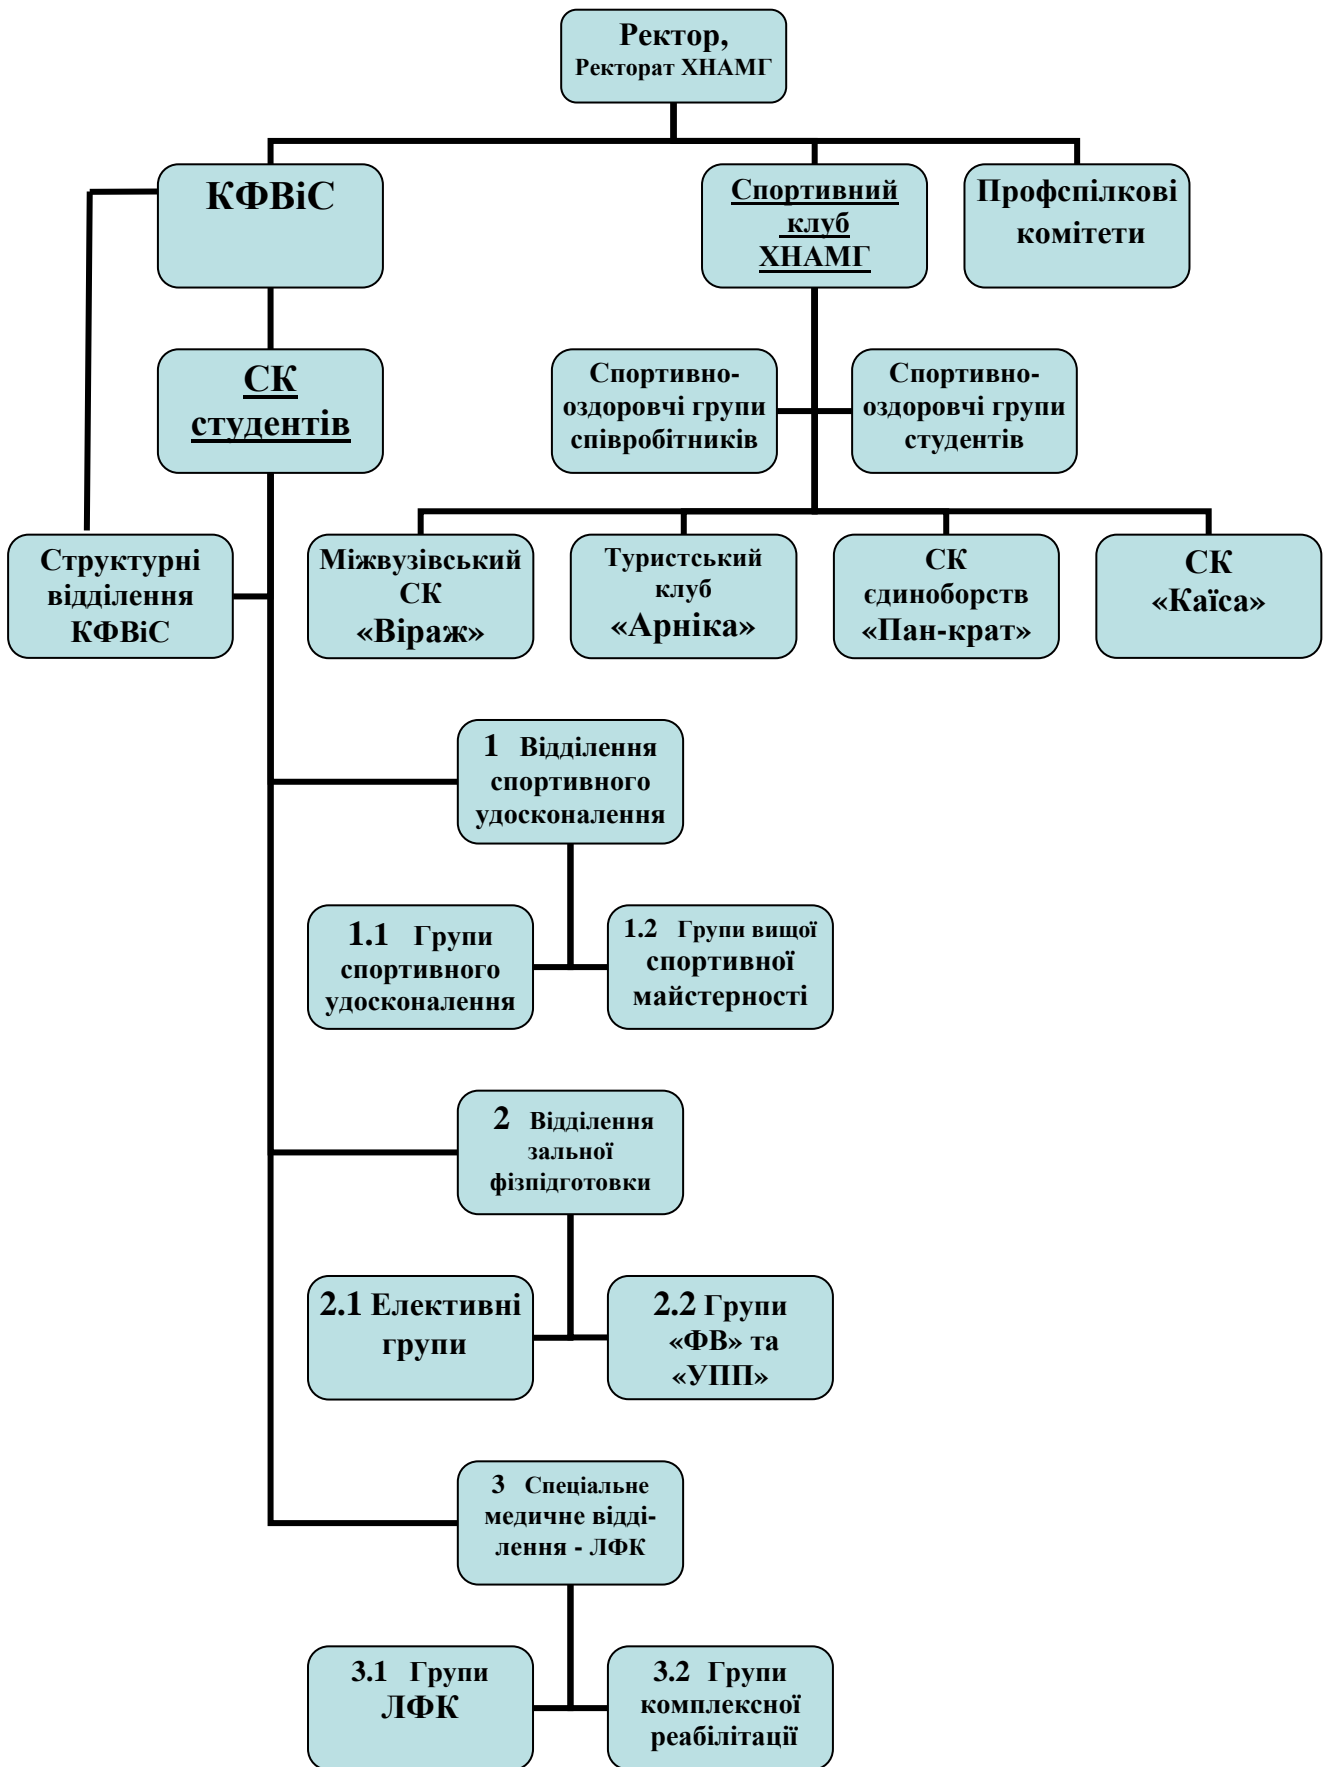 Ректор,
Ректорат ХНАМГ
КФВіС
Спортивний
клуб
ХНАМГ
Профспілкові
комітети
СК
студентів
Спортивно-
оздоровчі групи
співробітників
Спортивно-
оздоровчі групи
студентів
Структурні
відділення
КФВіС
Міжвузівський
СК
«Віраж»
Туристський
клуб
«Арніка»
СК
єдиноборств
«Пан-крат»
СК
«Каїса»
1 Відділення
спортивного
удосконалення
1.1 Групи
спортивного
удосконалення
1.2 Групи вищої
спортивної
майстерності
2 Відділення
зальної
фізпідготовки
2.1 Елективні
групи
2.2 Групи
«ФВ» та
«УПП»
3 Спеціальне
медичне відді-
лення - ЛФК
3.1 Групи
ЛФК
3.2 Групи
комплексної
реабілітації